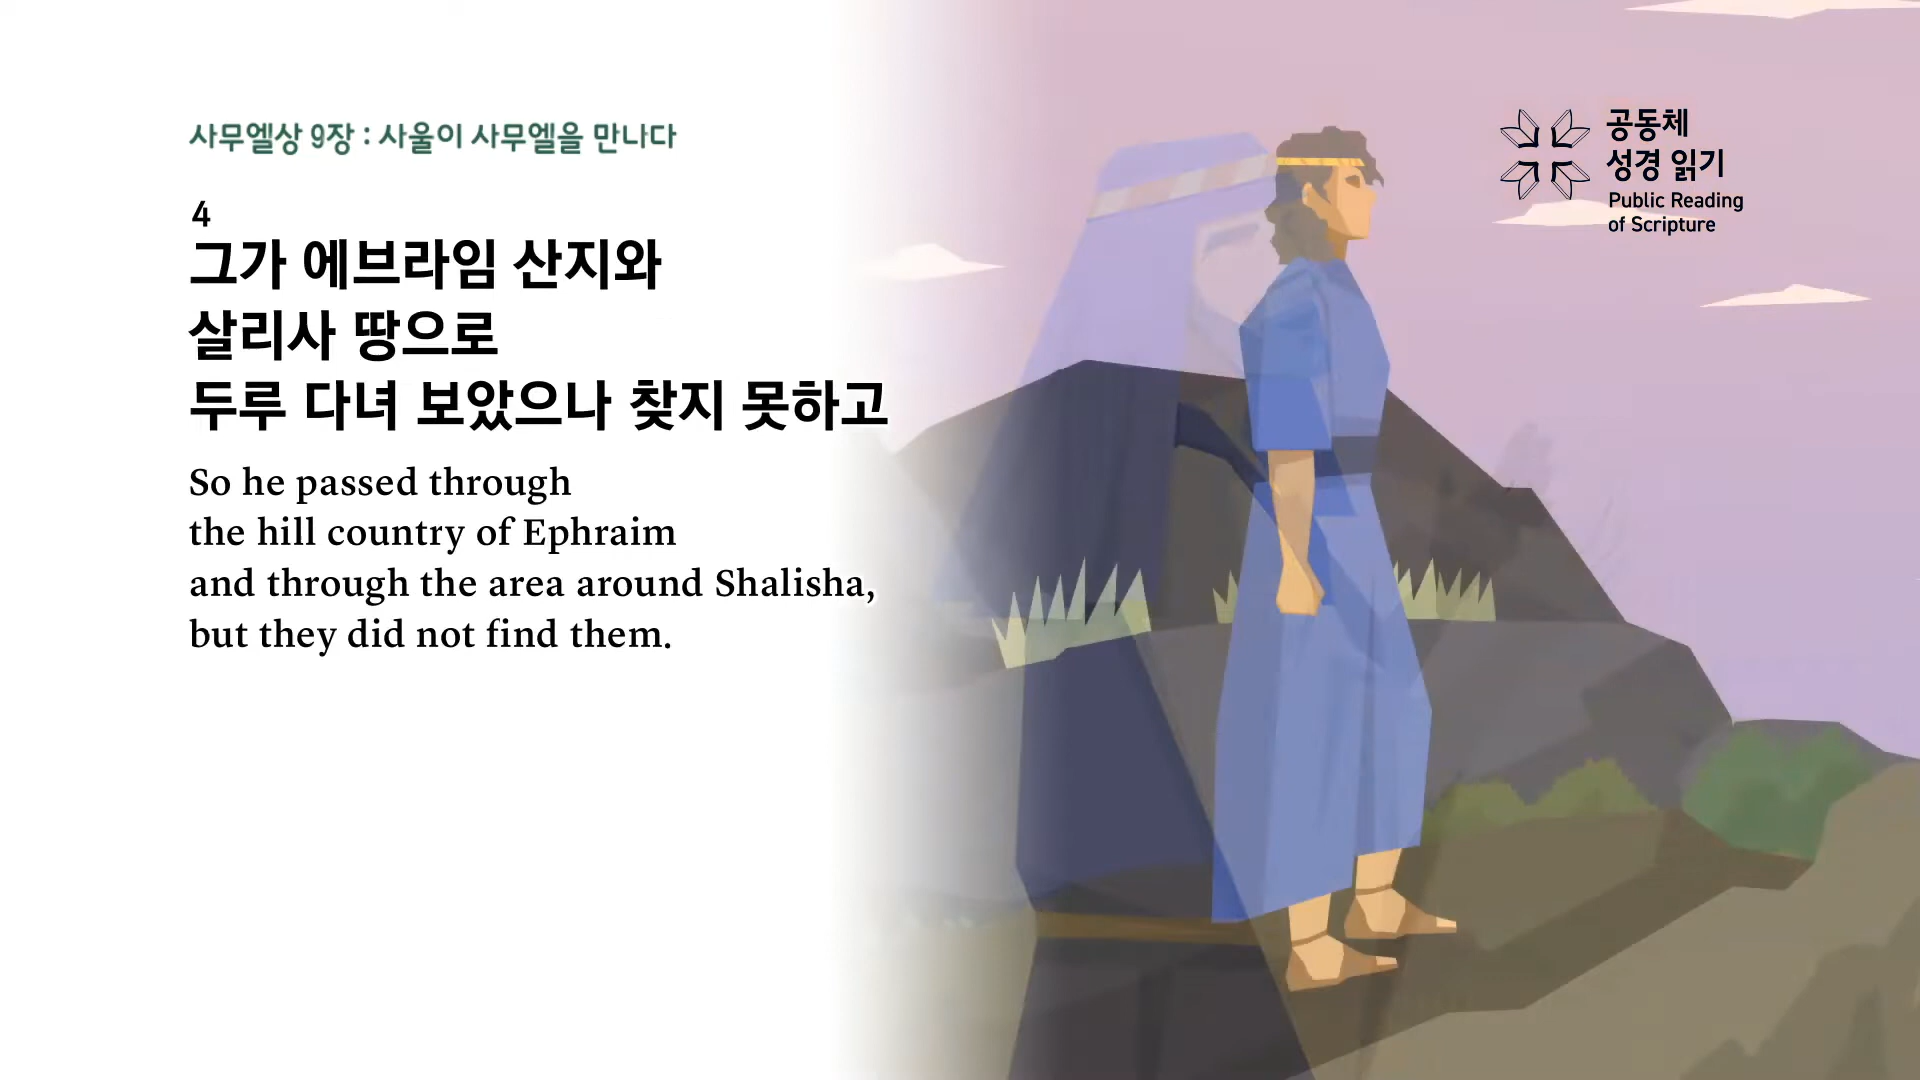 사무엘상 9장 : 사울이 사무엘을 만나다
4
그가 에브라임 산지와
살리사 땅으로
두루 다녀 보았으나 찾지 못하고
So he passed through
the hill country of Ephraim
and through the area around Shalisha,
but they did not find them.
공동체
성경 읽기
Public Reading
of Scripture